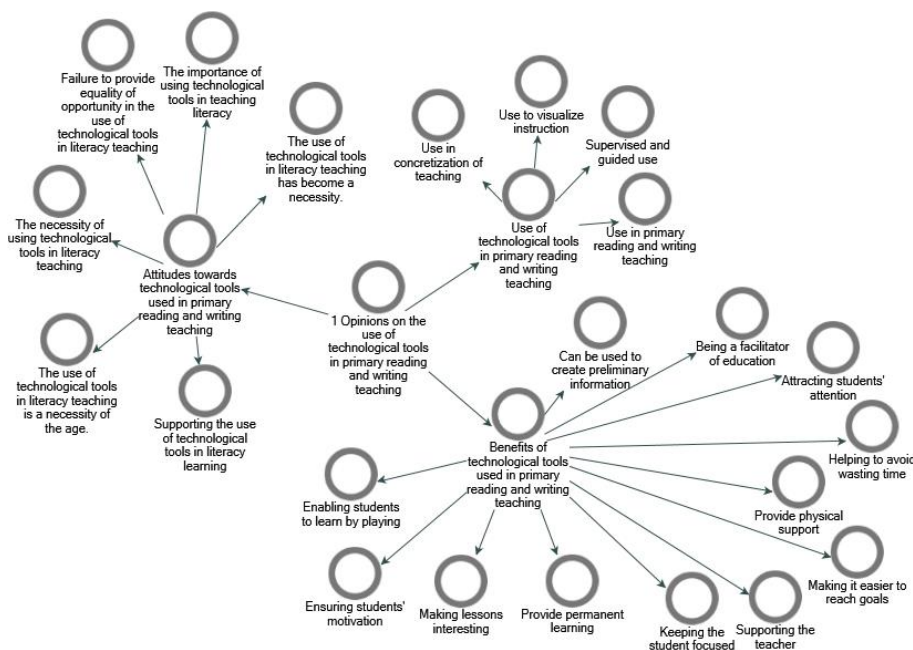 Failure to provide
equality of
opportunity in the
use of
technological tools
in literacy teaching
The importance of
using technological
tools in teaching
literacy
The use of
technological tools
in literacy teaching
has become a
necessity.
The necessity of
using technological
tools in literacy
teaching
Attitudes towards
technological tools
used in primary
reading and writing
teaching
The use of
technological tools
in literacy teaching
is a necessity of
the age.
Supporting the use
of technological
tools in literacy
learning
1 Opinions on the
use of
technological tools
in primary reading
and writing
teaching
Use in
concretization of
teaching
Use to visualize
instruction
Supervised and
guided use
Use of
technological tools
in primary reading
and writing
teaching
Use in primary
reading and writing
teaching
Can be used to
create preliminary
information
Being a facilitator
of education
Attracting students'
attention
Benefits of
technological tools
used in primary
reading and writing
teaching
Helping to avoid
wasting time
Provide physical
support
Making it easier to
reach goals
Enabling students
to learn by playing
Ensuring students'
motivation
Making lessons
interesting
Provide permanent
learning
Keeping the
student focused
Supporting the
teacher